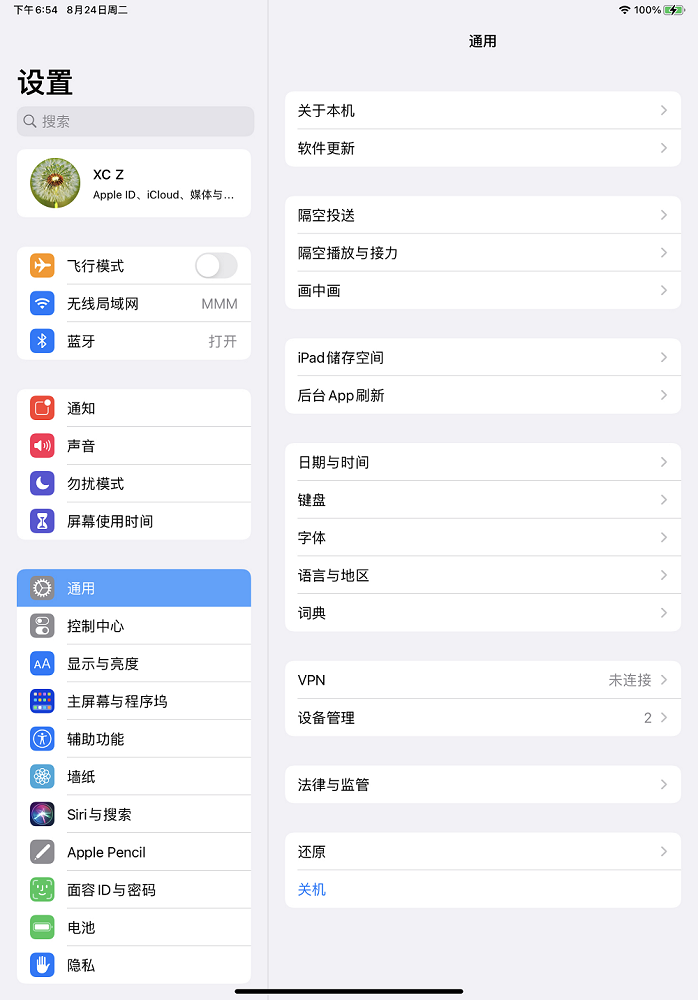 下午6:54 8月24日周二
100%
设置
搜索
XC Z
Apple ID、iCloud、媒体与...
飞行模式
无线局域网 MMM
蓝牙 打开
通知
声音
勿扰模式
屏幕使用时间
通用
控制中心
AA 显示与亮度
主屏幕与程序坞
辅助功能
墙纸
Siri与搜索
Apple Pencil
面容ID与密码
电池
隐私
通用
关于本机
软件更新
隔空投送
隔空播放与接力
画中画
iPad储存空间
后台App刷新
日期与时间
键盘
字体
语言与地区
词典
VPN 未连接
设备管理 2
法律与监管
还原
关机